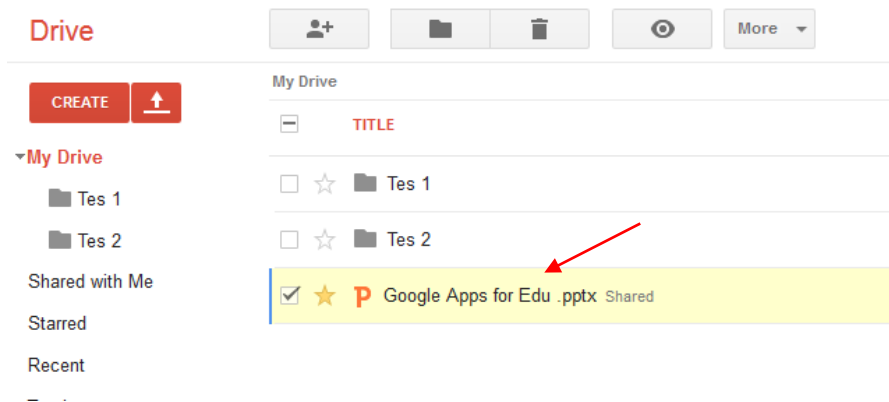 Drive
More
CREATE
My Drive
Tes 1
Tes 2
Shared with Me
Starred
Recent
My Drive
TITLE
Tes 1
Tes 2
Google Apps for Edu .pptx Shared